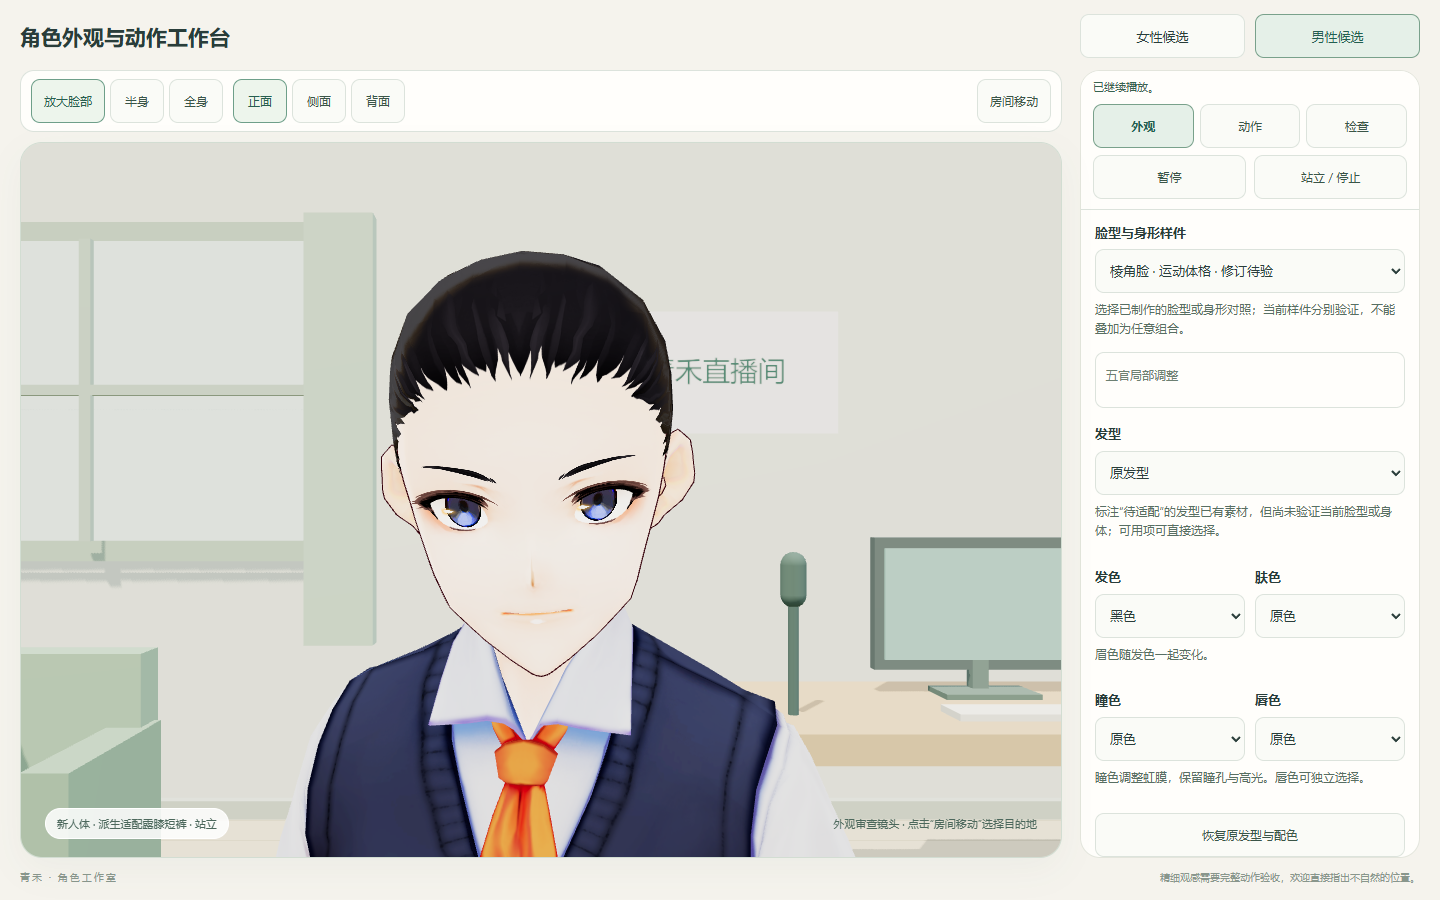 角色外观与动作工作台
女性候选
男性候选
放大脸部
半身
全身
正面
侧面
背面
房间移动
已继续播放。
外观
动作
检查
暂停
站立 / 停止
脸型与身形样件
棱角脸 · 运动体格 · 修订待验
选择已制作的脸型或身形对照；当前样件分别验证，不能
叠加为任意组合。
五官局部调整
发型
原发型
标注“待适配”的发型已有素材，但尚未验证当前脸型或身
体；可用项可直接选择。
发色
肤色
黑色
原色
眉色随发色一起变化。
瞳色
唇色
原色
原色
瞳色调整虹膜，保留瞳孔与高光。唇色可独立选择。
恢复原发型与配色
禾直播间
新人体 · 派生适配露膝短裤 · 站立
外观审查镜头 · 点击“房间移动”选择目的地
青禾 · 角色工作室
精细观感需要完整动作验收，欢迎直接指出不自然的位置。